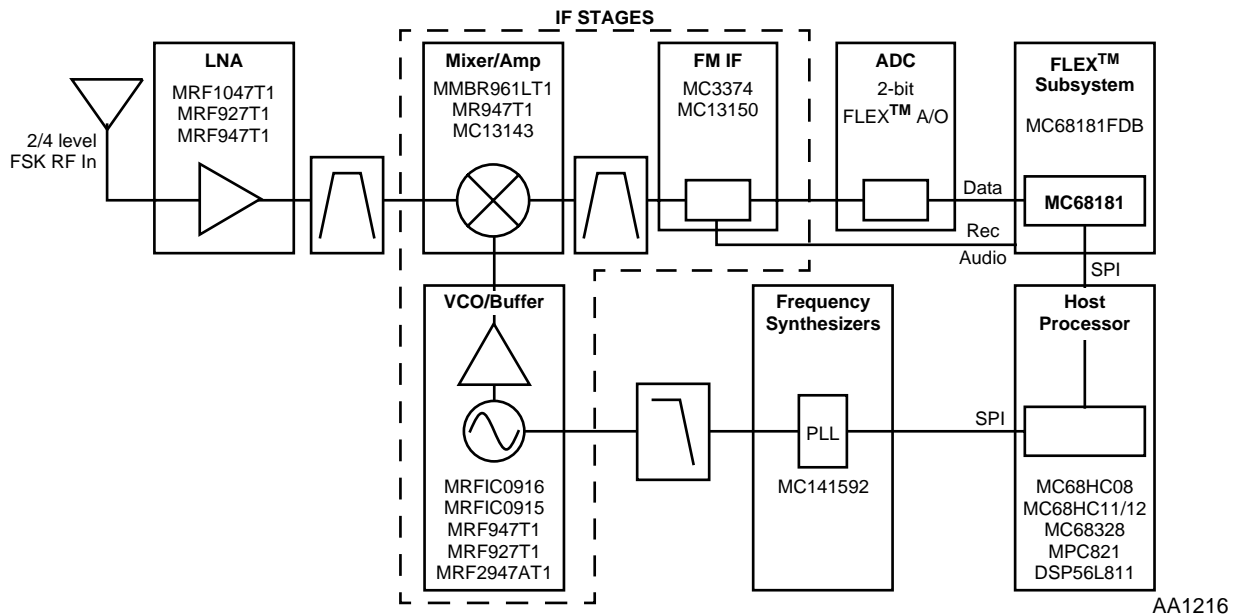 IF STAGES
LNA
MRF1047T1
MRF927T1
MRF947T1
2/4 level
FSK RF In
Mixer/Amp
MMBR961LT1
MR947T1
MC13143
FM IF
MC3374
MC13150
ADC
2-bit
FLEX™ A/O
FLEX™
Subsystem
MC68181FDB
MC68181
Data
Rec
Audio
SPI
VCO/Buffer
MRFIC0916
MRFIC0915
MRF947T1
MRF927T1
MRF2947AT1
Frequency
Synthesizers
PLL
MC141592
SPI
Host
Processor
MC68HC08
MC68HC11/12
MC68328
MPC821
DSP56L811
AA1216